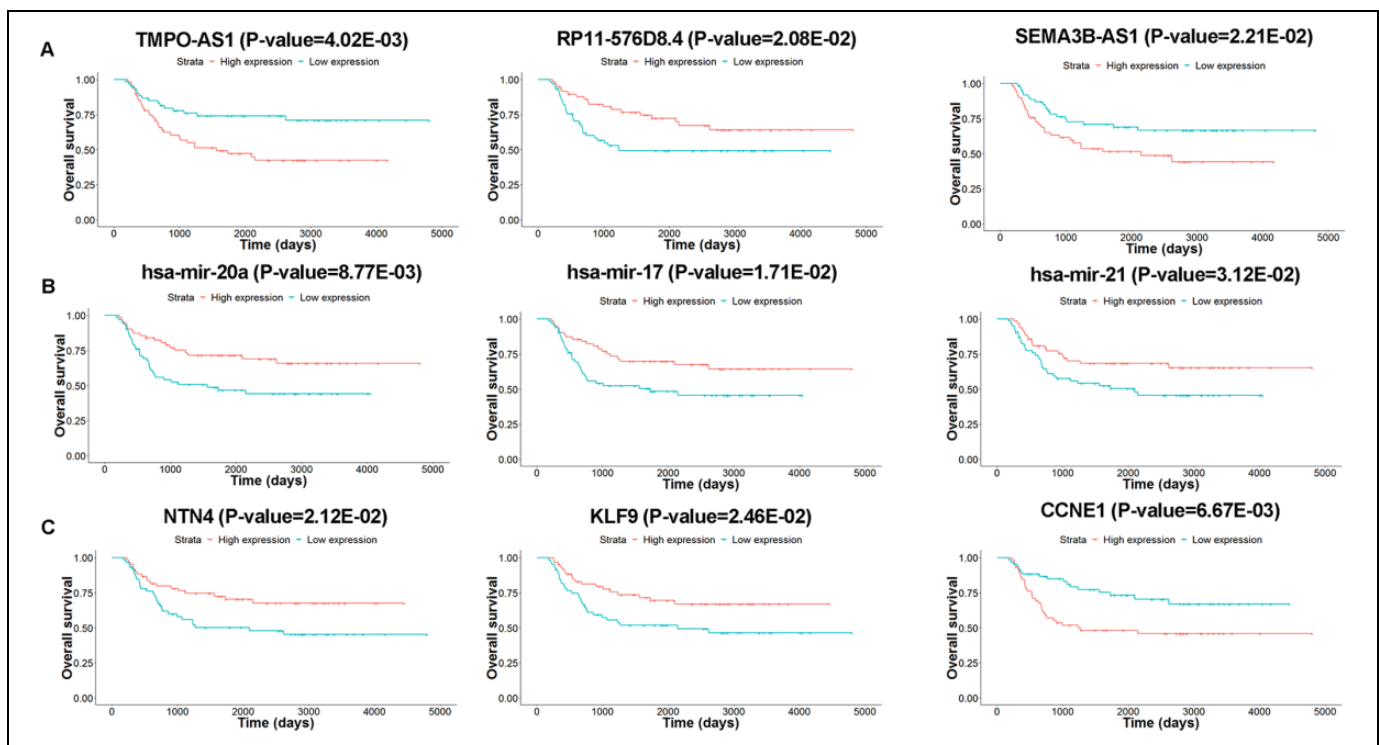 A
TMPO-AS1 (P-value=4.02E-03)
Strata High expression Low expression
Overall survival
1.00
0.75
0.50
0.25
0.00
0 1000 2000 3000 4000 5000
Time (days)
RP11-576D8.4 (P-value=2.08E-02)
Strata High expression Low expression
Overall survival
1.00
0.75
0.50
0.25
0.00
0 1000 2000 3000 4000 5000
Time (days)
SEMA3B-AS1 (P-value=2.21E-02)
Strata High expression Low expression
Overall survival
1.00
0.75
0.50
0.25
0.00
0 1000 2000 3000 4000 5000
Time (days)
B
hsa-mir-20a (P-value=8.77E-03)
Strata High expression Low expression
Overall survival
1.00
0.75
0.50
0.25
0.00
0 1000 2000 3000 4000 5000
Time (days)
hsa-mir-17 (P-value=1.71E-02)
Strata High expression Low expression
Overall survival
1.00
0.75
0.50
0.25
0.00
0 1000 2000 3000 4000 5000
Time (days)
hsa-mir-21 (P-value=3.12E-02)
Strata High expression Low expression
Overall survival
1.00
0.75
0.50
0.25
0.00
0 1000 2000 3000 4000 5000
Time (days)
C
NTN4 (P-value=2.12E-02)
Strata High expression Low expression
Overall survival
1.00
0.75
0.50
0.25
0.00
0 1000 2000 3000 4000 5000
Time (days)
KLF9 (P-value=2.46E-02)
Strata High expression Low expression
Overall survival
1.00
0.75
0.50
0.25
0.00
0 1000 2000 3000 4000 5000
Time (days)
CCNE1 (P-value=6.67E-03)
Strata High expression Low expression
Overall survival
1.00
0.75
0.50
0.25
0.00
0 1000 2000 3000 4000 5000
Time (days)